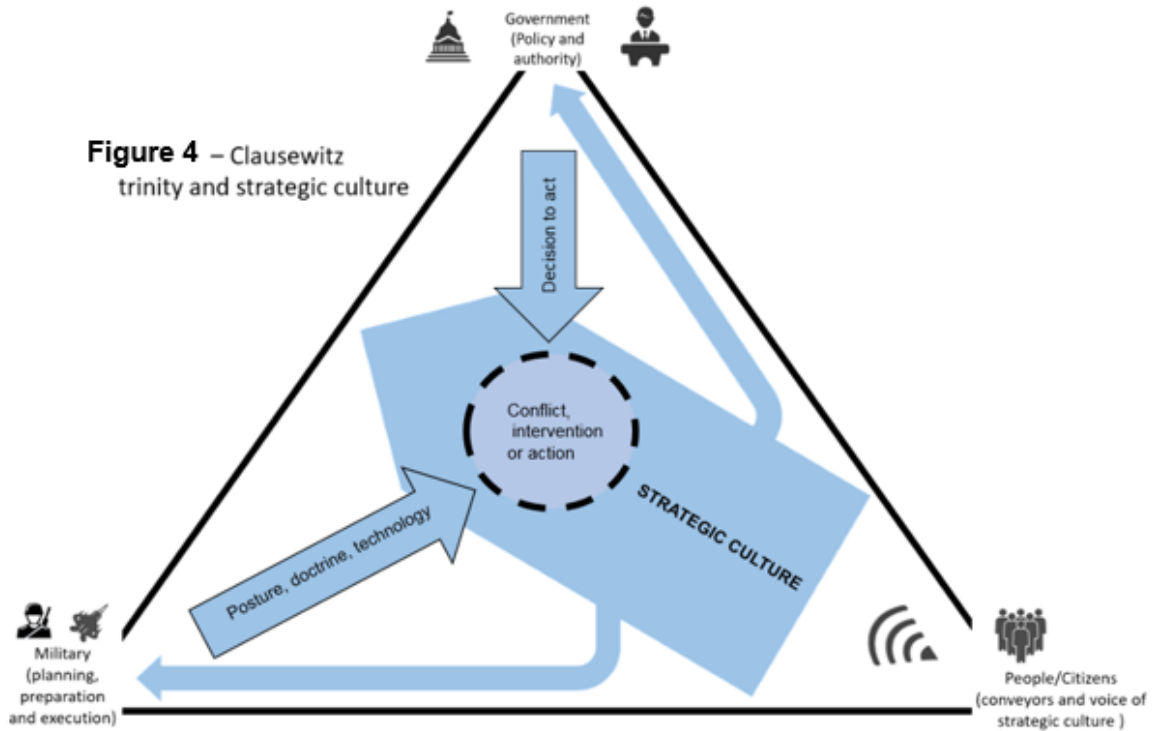 Government
(Policy and
authority)
Figure 4 – Clausewitz
trinity and strategic culture
Decision to act
Conflict,
intervention
or action
STRATEGIC CULTURE
Posture, doctrine, technology
Military
(planning,
preparation
and execution)
People/Citizens
(conveyors and voice of
strategic culture )